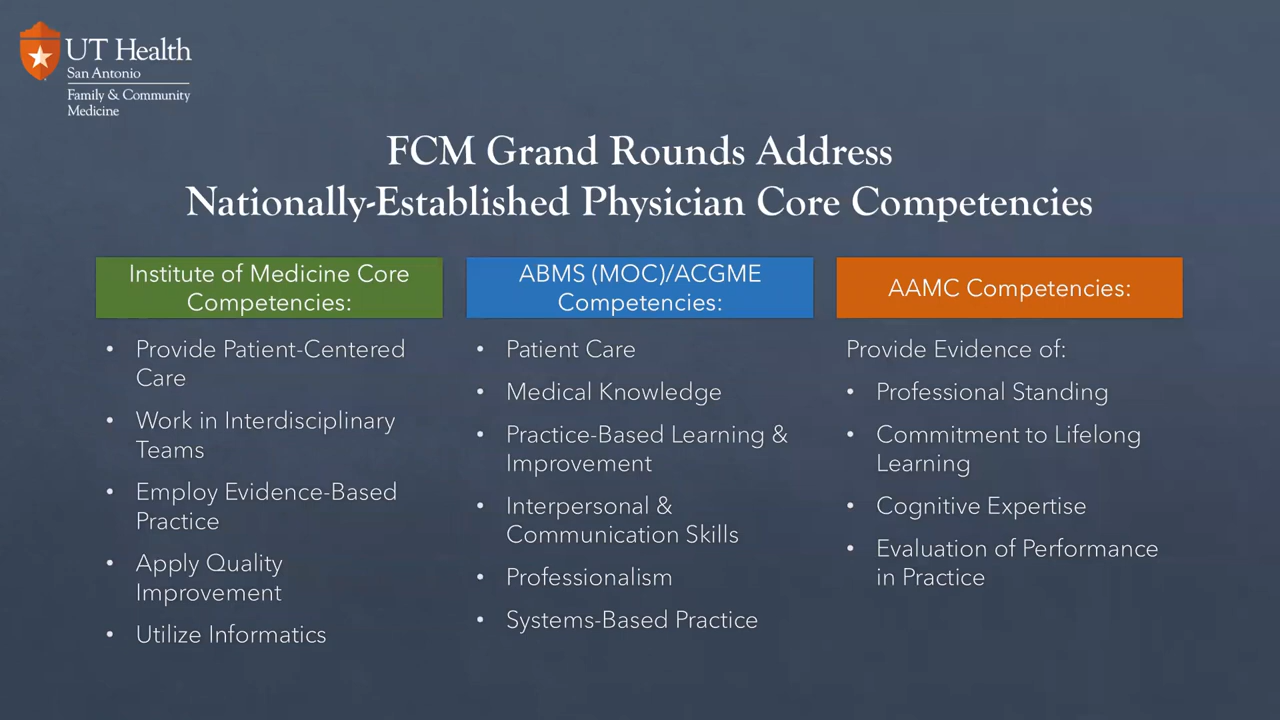 UT Health
San Antonio
Family & Community
Medicine
FCM Grand Rounds Address
Nationally-Established Physician Core Competencies
Institute of Medicine Core
Competencies:
• Provide Patient-Centered
Care
• Work in Interdisciplinary
Teams
• Employ Evidence-Based
Practice
• Apply Quality
Improvement
• Utilize Informatics
ABMS (MOC)/ACGME
Competencies:
• Patient Care
• Medical Knowledge
• Practice-Based Learning &
Improvement
• Interpersonal &
Communication Skills
• Professionalism
• Systems-Based Practice
AAMC Competencies:
Provide Evidence of:
• Professional Standing
• Commitment to Lifelong
Learning
• Cognitive Expertise
• Evaluation of Performance
in Practice